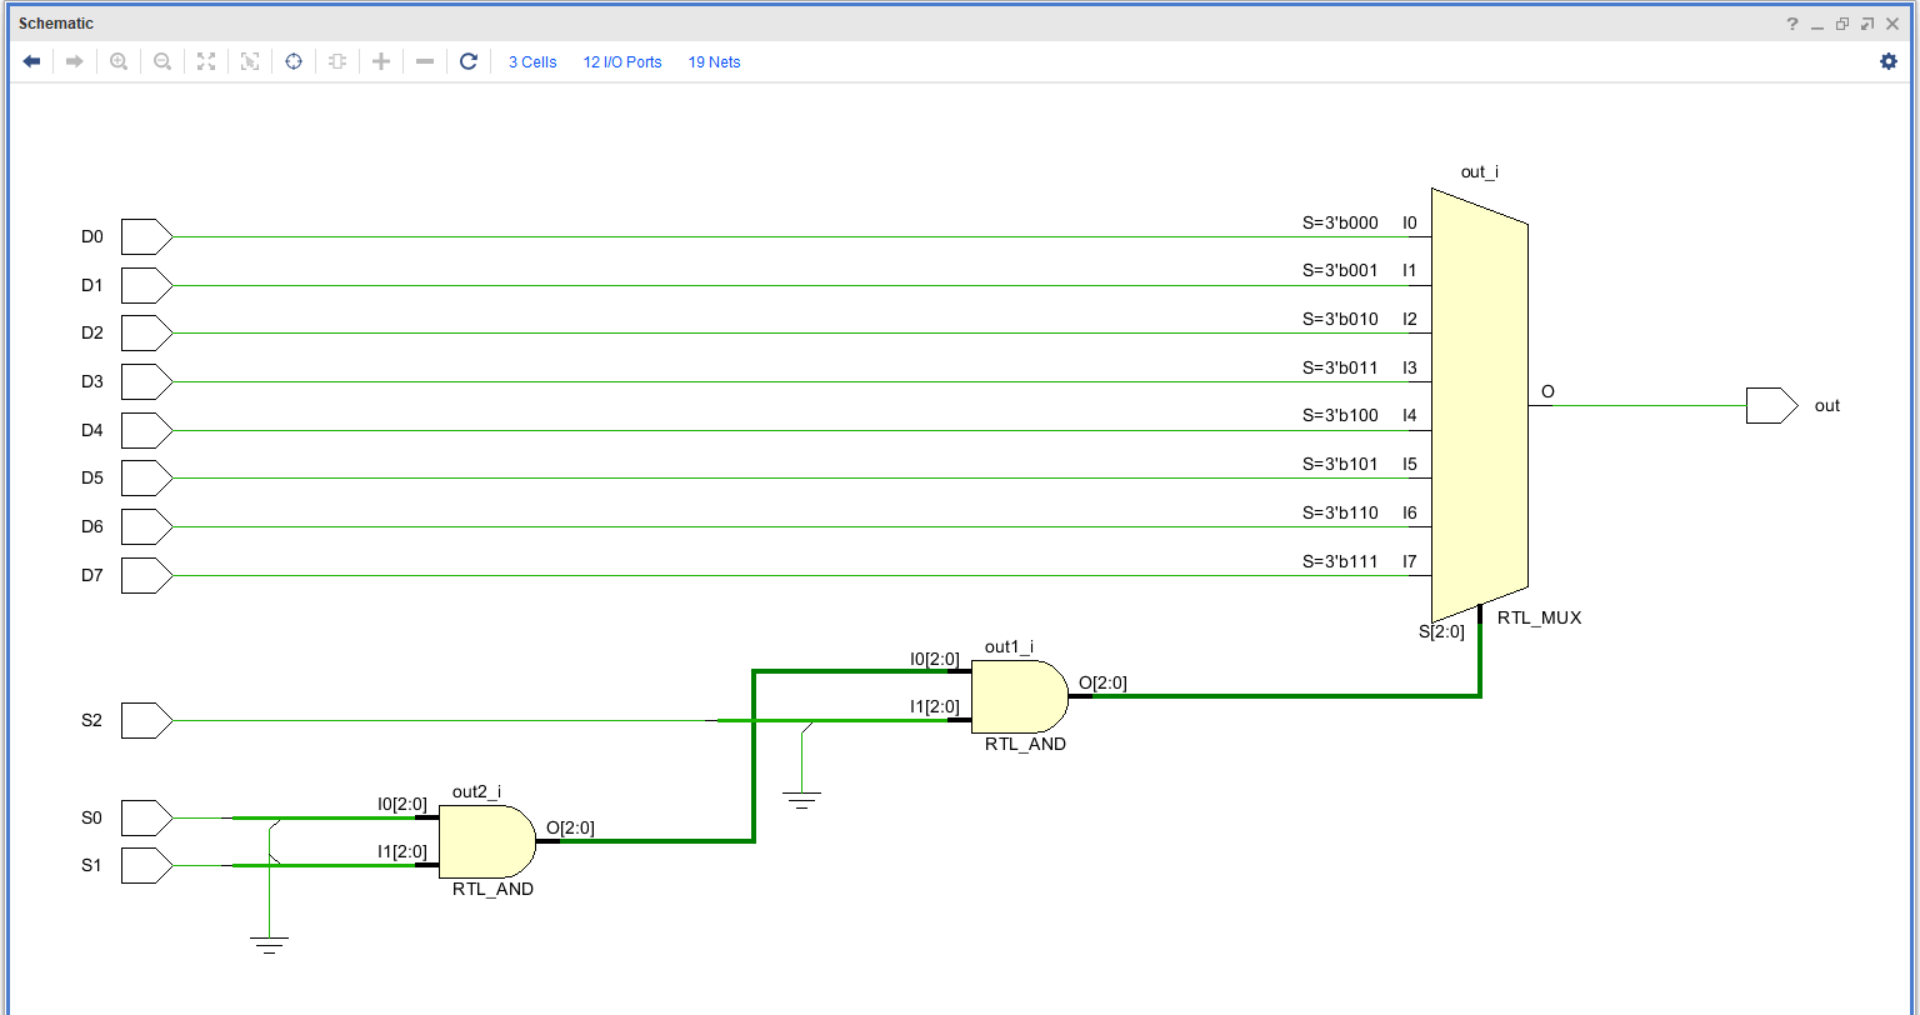 Schematic
3 Cells 12 I/O Ports 19 Nets
out_i
D0 S=3'b000 I0
D1 S=3'b001 I1
D2 S=3'b010 I2
D3 S=3'b011 I3
O
out
D4 S=3'b100 I4
D5 S=3'b101 I5
D6 S=3'b110 I6
D7 S=3'b111 I7
RTL_MUX
S[2:0]
out1_i
I0[2:0]
O[2:0]
I1[2:0]
S2
RTL_AND
out2_i
I0[2:0]
S0
O[2:0]
I1[2:0]
S1
RTL_AND